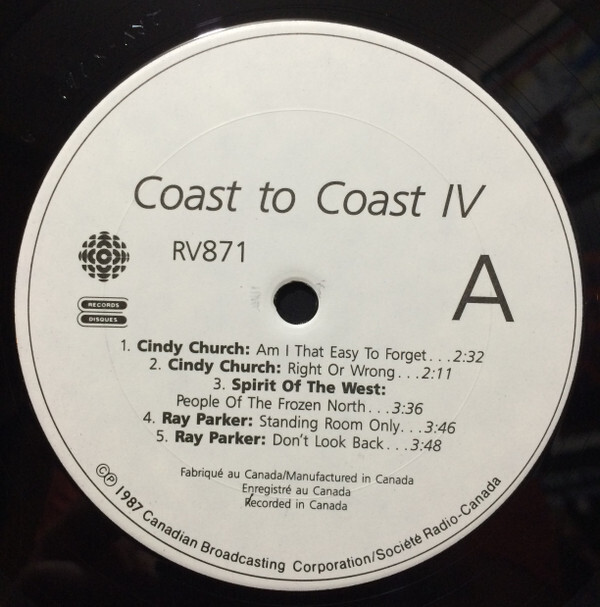 Coast to Coast IV
RV871
A
RECORDS
DISQUES
1. Cindy Church: Am I That Easy To Forget...2:32
2. Cindy Church: Right Or Wrong...2:11
3. Spirit Of The West:
People Of The Frozen North...3:36
4. Ray Parker: Standing Room Only...3:46
5. Ray Parker: Don't Look Back...3:48
Fabriqué au Canada/Manufactured in Canada
Enregistré au Canada
Recorded in Canada
©℗ 1987 Canadian Broadcasting Corporation/Société Radio-Canada